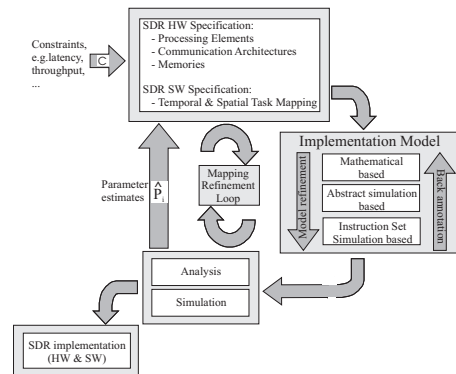 SDR HW Specification:
- Processing Elements
- Communication Architectures
- Memories
SDR SW Specification:
- Temporal & Spatial Task Mapping
Constraints,
e.g.latency,
throughput,
...
C
Implementation Model
Mathematical
based
Abstract simulation
based
Instruction Set
Simulation based
Model refinement
Back annotation
Mapping
Refinement
Loop
Parameter
estimates
P̂i
Analysis
Simulation
SDR implementation
(HW & SW)